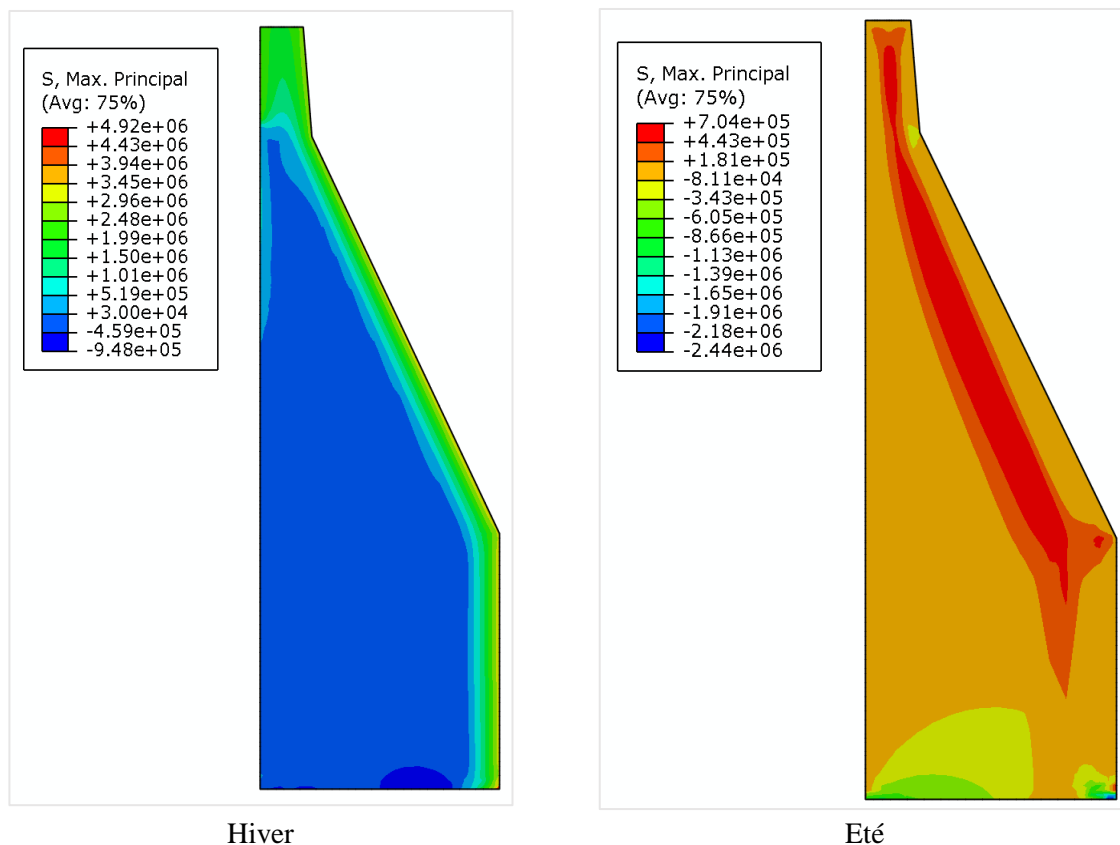 S, Max. Principal
(Avg: 75%)
+4.92e+06
+4.43e+06
+3.94e+06
+3.45e+06
+2.96e+06
+2.48e+06
+1.99e+06
+1.50e+06
+1.01e+06
+5.19e+05
+3.00e+04
-4.59e+05
-9.48e+05
Hiver
S, Max. Principal
(Avg: 75%)
+7.04e+05
+4.43e+05
+1.81e+05
-8.11e+04
-3.43e+05
-6.05e+05
-8.66e+05
-1.13e+06
-1.39e+06
-1.65e+06
-1.91e+06
-2.18e+06
-2.44e+06
Eté